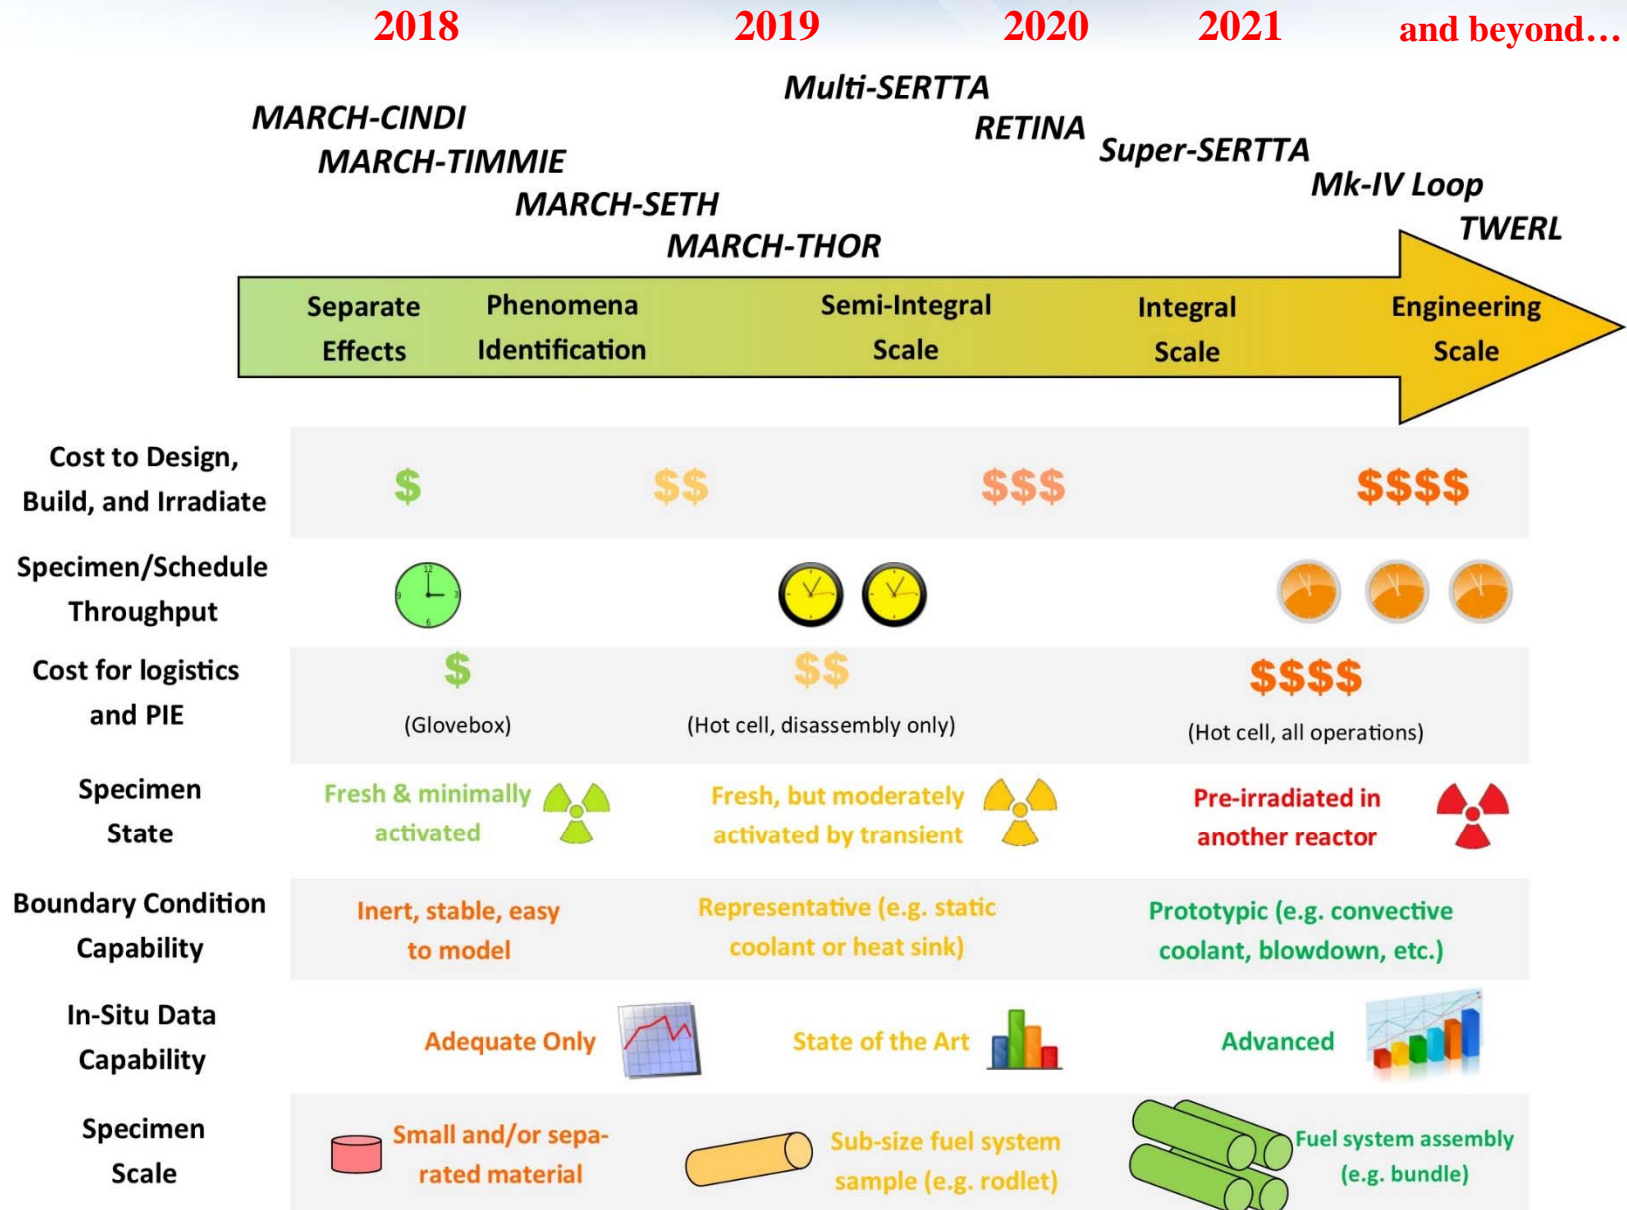 2018 2019 2020 2021 and beyond...
Multi-SERTTA
MARCH-CINDI
RETINA
MARCH-TIMMIE
Super-SERTTA
Mk-IV Loop
MARCH-SETH
TWERL
MARCH-THOR
Separate
Effects
Phenomena
Identification
Semi-Integral
Scale
Integral
Scale
Engineering
Scale
Cost to Design,
Build, and Irradiate
$ $$ $$$ $$$$
Specimen/Schedule
Throughput
12
3
6
9
Cost for logistics
and PIE
$
(Glovebox)
$$
(Hot cell, disassembly only)
$$$$
(Hot cell, all operations)
Specimen
State
Fresh & minimally
activated
Fresh, but moderately
activated by transient
Pre-irradiated in
another reactor
Boundary Condition
Capability
Inert, stable, easy
to model
Representative (e.g. static
coolant or heat sink)
Prototypic (e.g. convective
coolant, blowdown, etc.)
In-Situ Data
Capability
Adequate Only
State of the Art
Advanced
Specimen
Scale
Small and/or sepa-
rated material
Sub-size fuel system
sample (e.g. rodlet)
Fuel system assembly
(e.g. bundle)